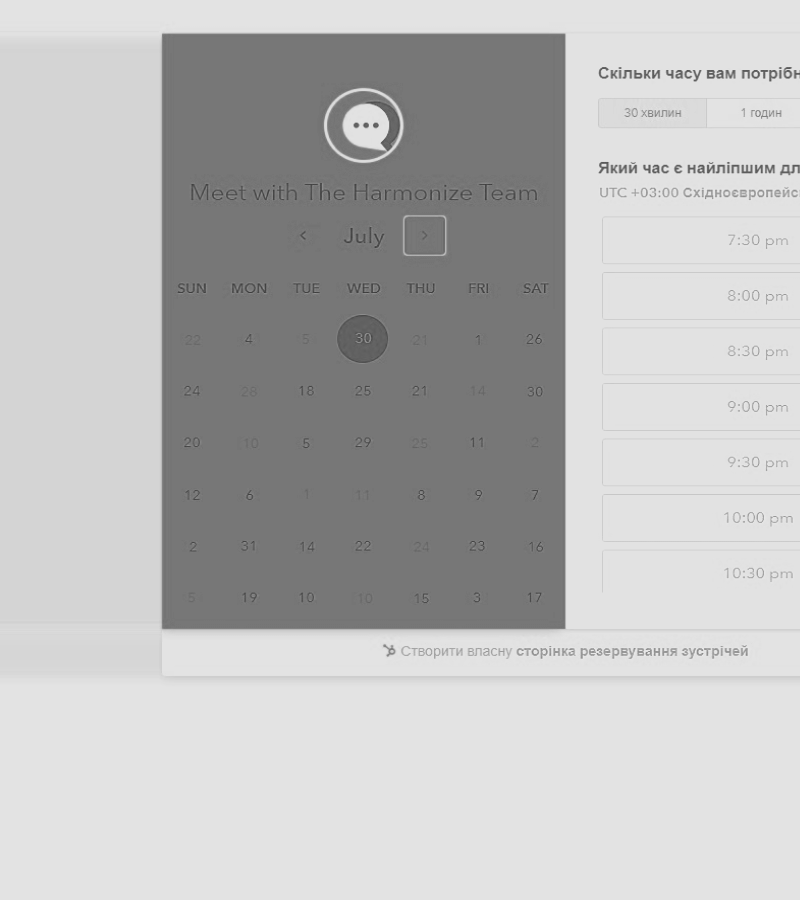 Meet with The Harmonize Team
July
SUN MON TUE WED THU FRI SAT
22 4 5 30 21 1 26
24 28 18 25 21 14 30
20 10 5 29 25 11 2
12 6 1 11 8 9 7
2 31 14 22 24 23 16
5 19 10 10 15 3 17
Скільки часу вам потрібн
30 хвилин 1 годин
Який час є найліпшим дл
UTC +03:00 Східноєвропейс
7:30 pm
8:00 pm
8:30 pm
9:00 pm
9:30 pm
10:00 pm
10:30 pm
Створити власну сторінка резервування зустрічей